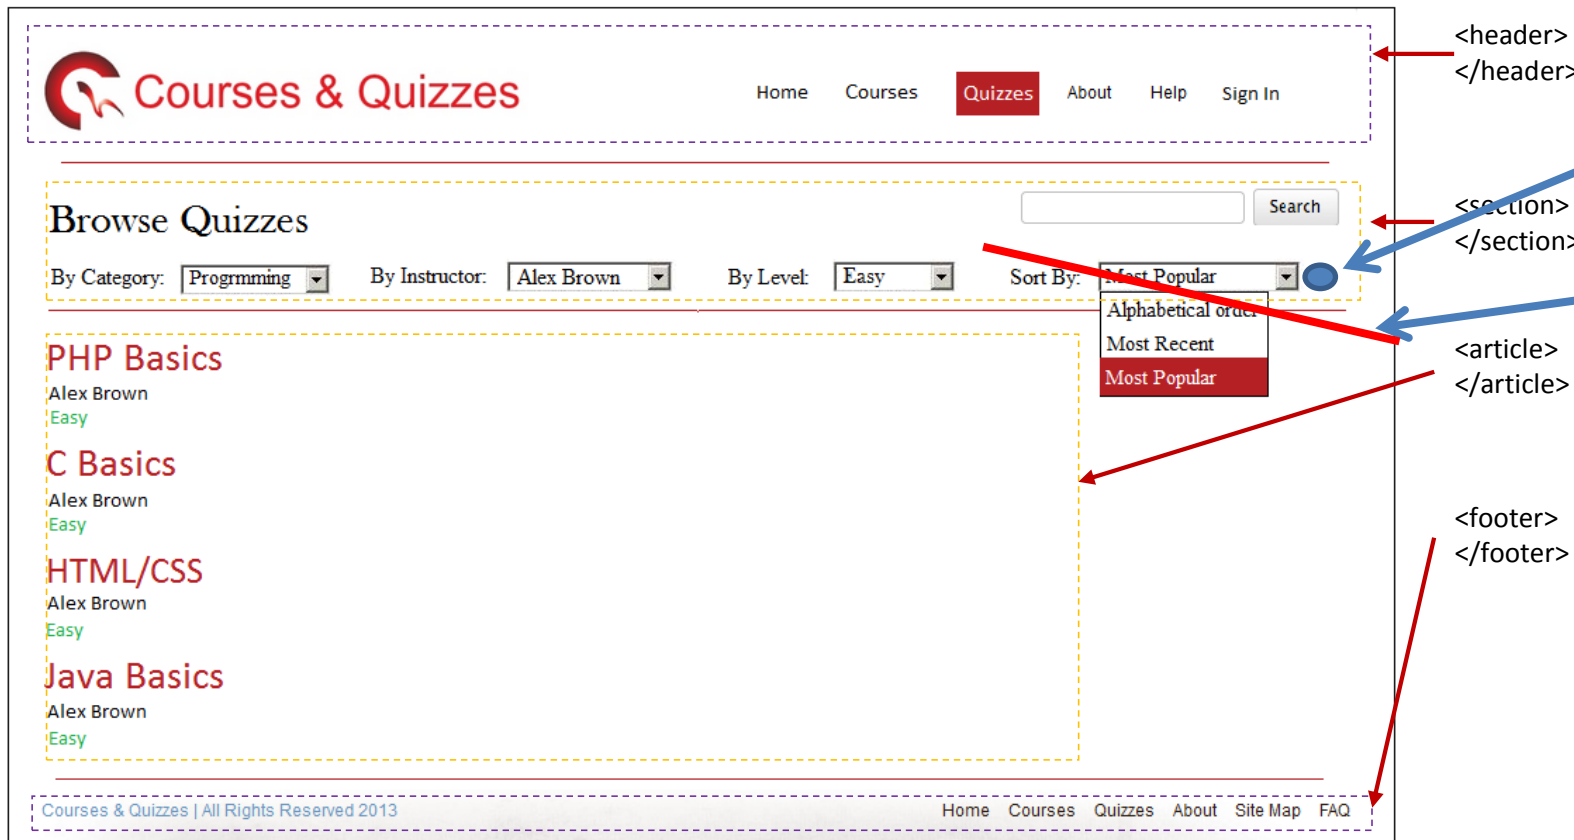 Courses & Quizzes
Home Courses Quizzes About Help Sign In
<header>
</header>
Browse Quizzes
Search
<section>
</section>
By Category: Progrmming By Instructor: Alex Brown By Level: Easy Sort By: Most Popular
Alphabetical order
Most Recent
Most Popular
PHP Basics
Alex Brown
Easy
<article>
</article>
C Basics
Alex Brown
Easy
<footer>
</footer>
HTML/CSS
Alex Brown
Easy
Java Basics
Alex Brown
Easy
Courses & Quizzes | All Rights Reserved 2013
Home Courses Quizzes About Site Map FAQ